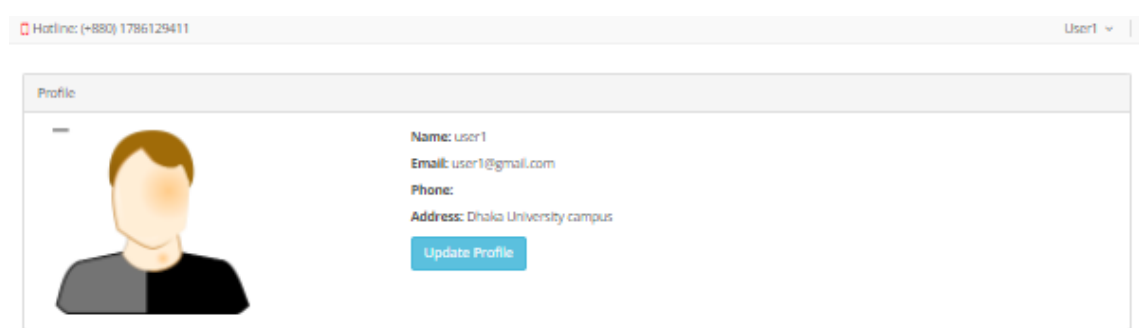 Hotline: (+880) 1786129411
User1
Profile
Name: user1
Email: user1@gmail.com
Phone:
Address: Dhaka University campus
Update Profile